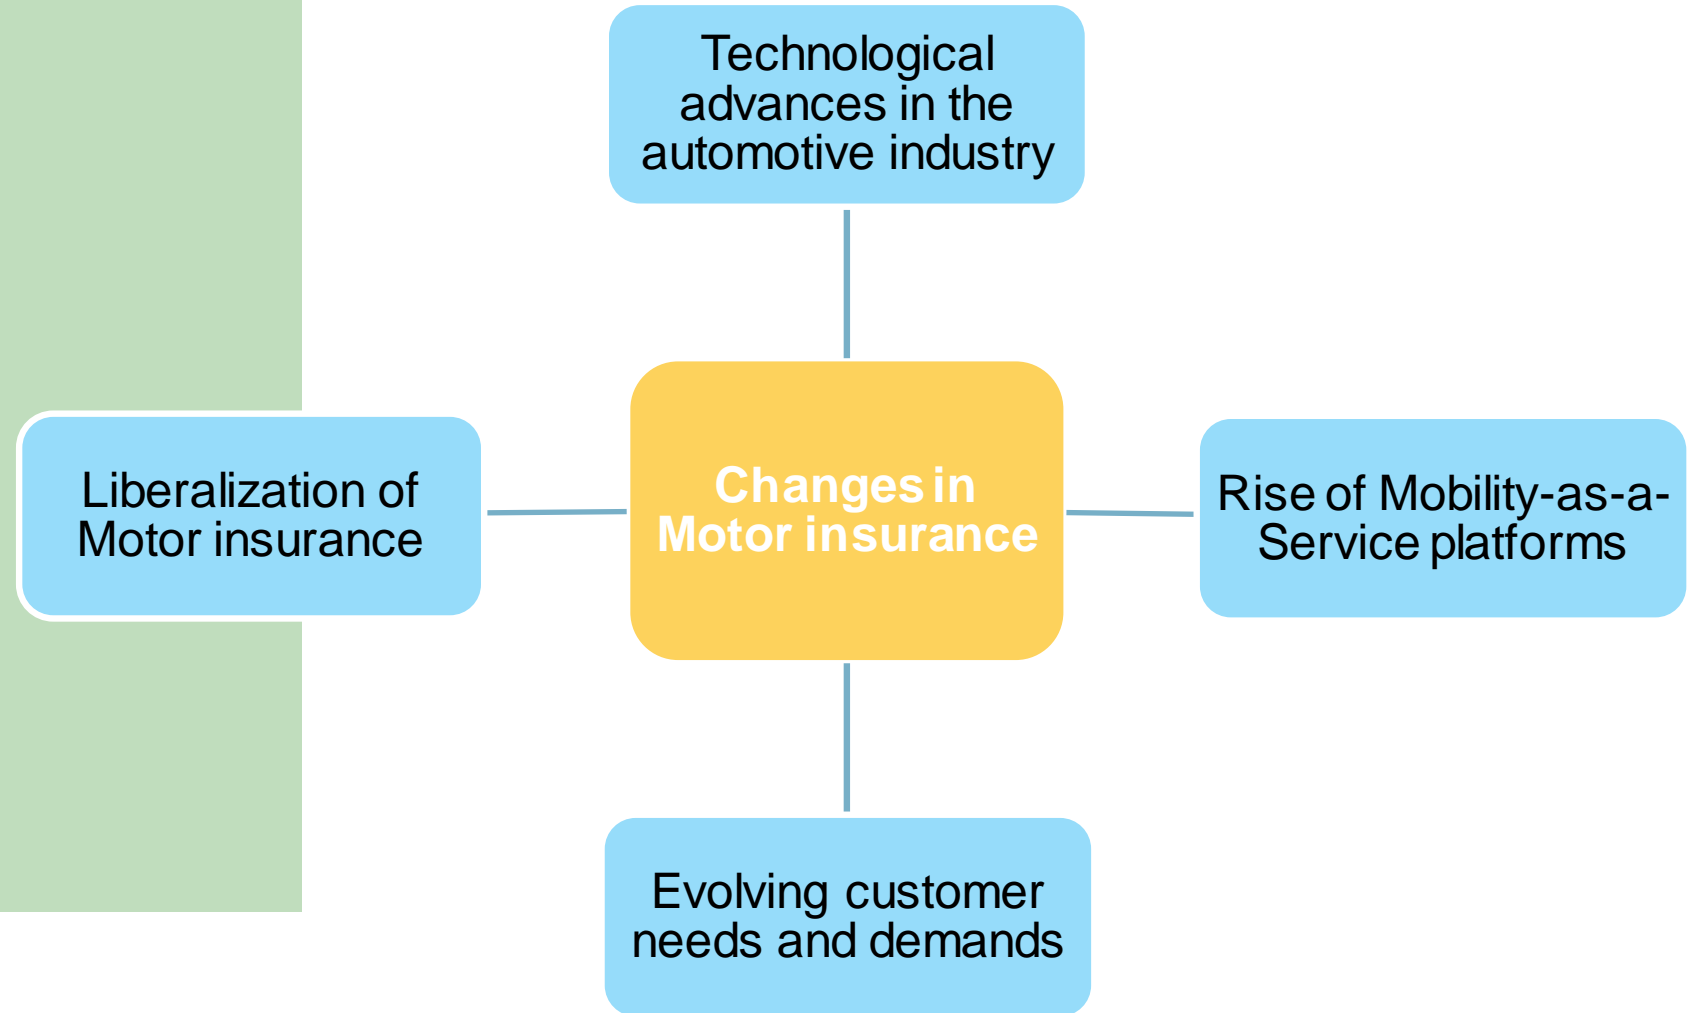 Technological
advances in the
automotive industry
Liberalization of
Motor insurance
Changes in
Motor insurance
Rise of Mobility-as-a-
Service platforms
Evolving customer
needs and demands